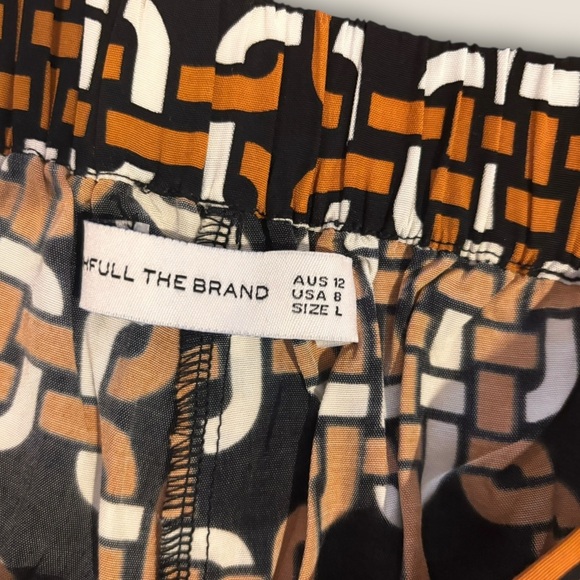 HFULL THE BRAND
AUS 12
USA 8
SIZE L